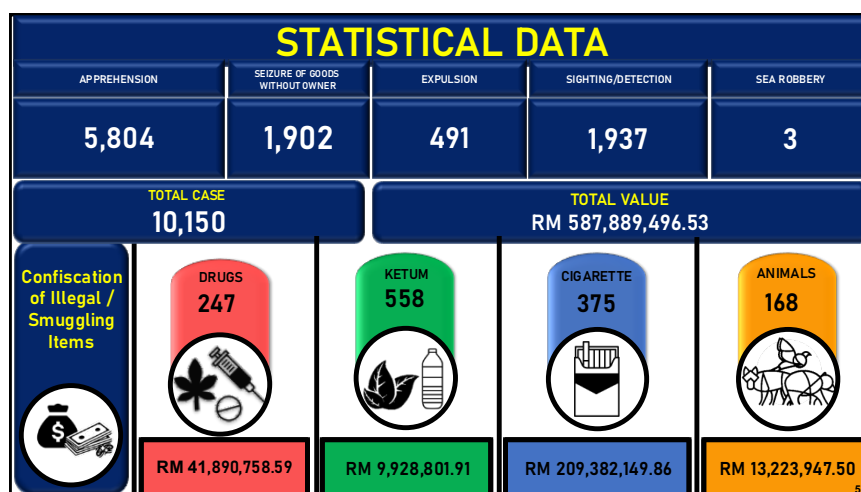 STATISTICAL DATA
APPREHENSION
SEIZURE OF GOODS
WITHOUT OWNER
EXPULSION
SIGHTING/DETECTION
SEA ROBBERY
5,804
1,902
491
1,937
3
TOTAL CASE
10,150
TOTAL VALUE
RM 587,889,496.53
Confiscation
of Illegal /
Smuggling
Items
DRUGS
247
KETUM
558
CIGARETTE
375
ANIMALS
168
$
RM 41,890,758.59
RM 9,928,801.91
RM 209,382,149.86
RM 13,223,947.50
5